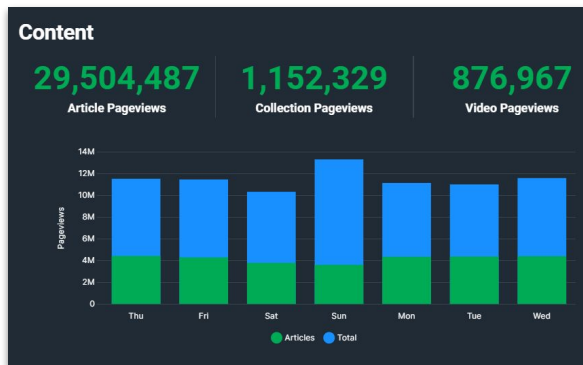 Content
29,504,487 1,152,329 876,967
Article Pageviews Collection Pageviews Video Pageviews
14M
12M
10M
8M
6M
4M
2M
0
Pageviews
Thu Fri Sat Sun Mon Tue Wed
Articles Total